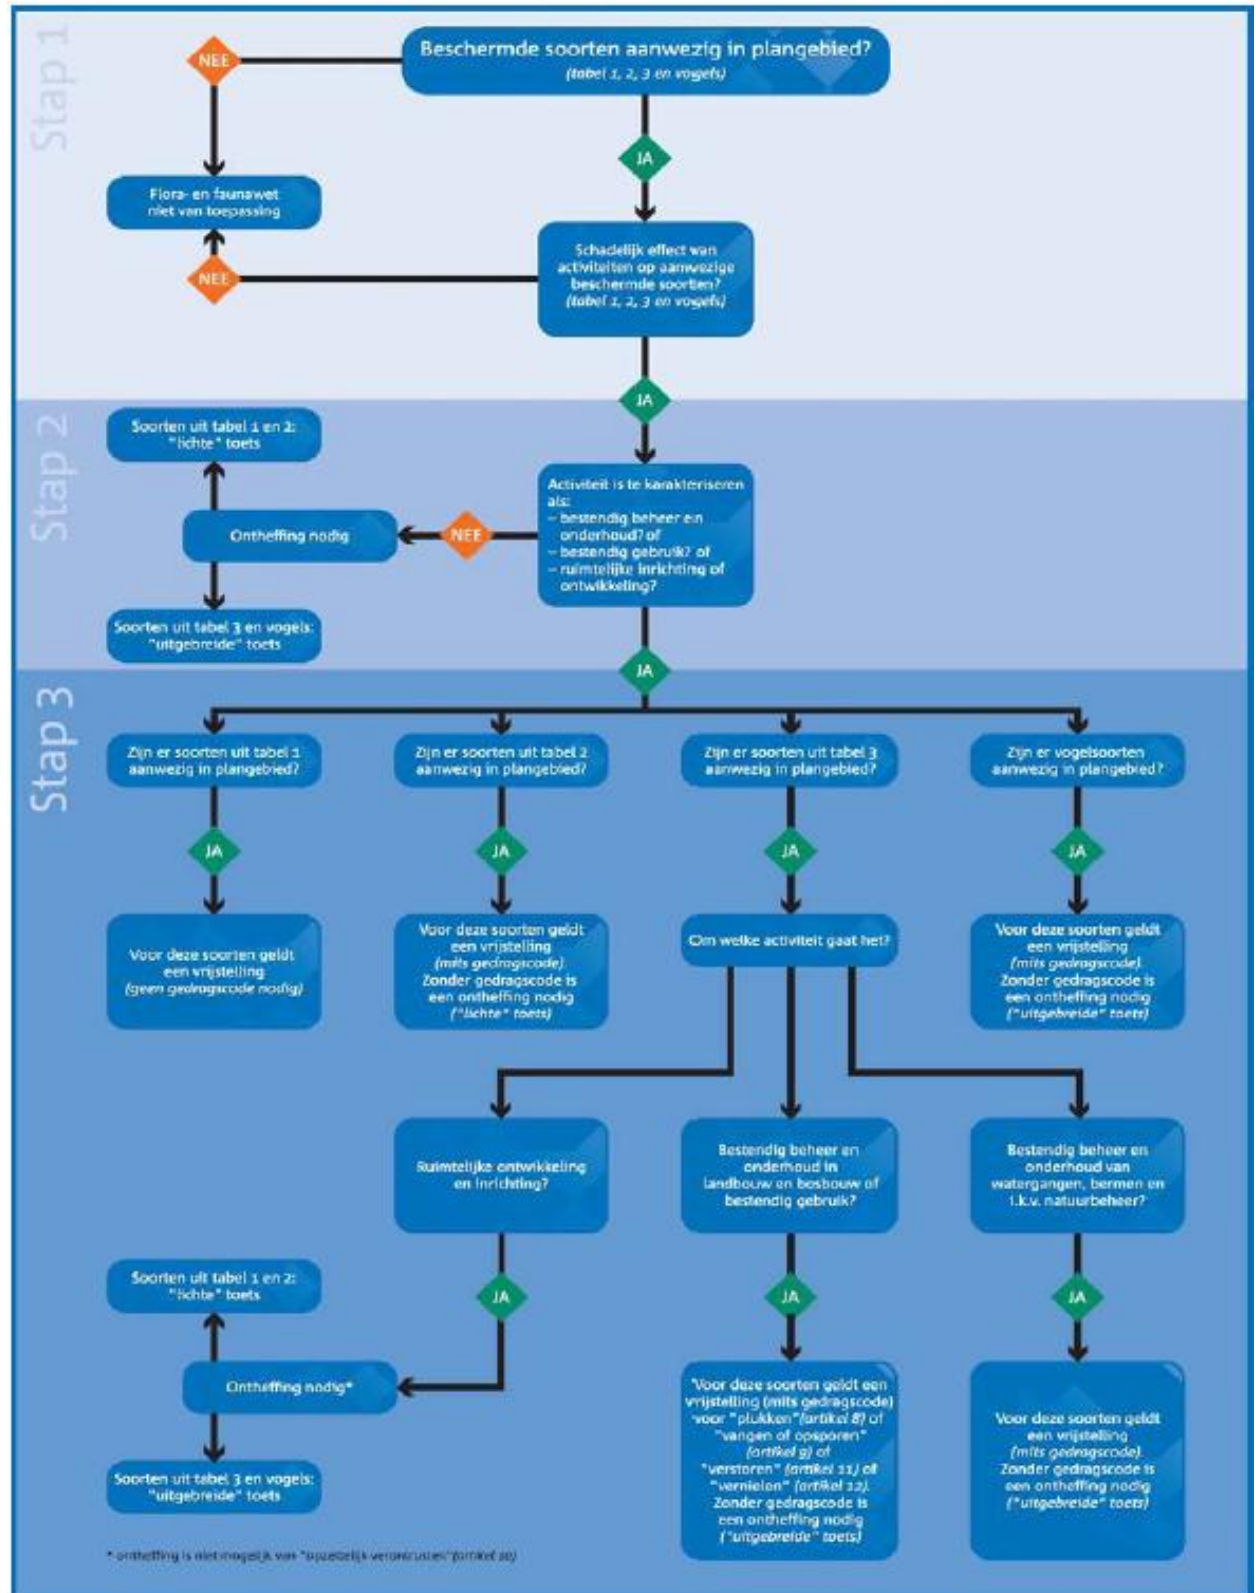 Stap 1
Beschermde soorten aanwezig in plangebied?
(tabel 1, 2, 3 en vogels)
NEE
JA
Flora- en faunawet
niet van toepassing
Schadelijk effect van
activiteiten op aanwezige
beschermde soorten?
(tabel 1, 2, 3 en vogels)
NEE
JA
Stap 2
Soorten uit tabel 1 en 2:
"lichte" toets
Activiteit is te karakteriseren
als:
– bestendig beheer en
onderhoud? of
– bestendig gebruik? of
– ruimtelijke inrichting of
ontwikkeling?
NEE
Ontheffing nodig
Soorten uit tabel 3 en vogels:
"uitgebreide" toets
JA
Stap 3
Zijn er soorten uit tabel 1
aanwezig in plangebied?
Zijn er soorten uit tabel 2
aanwezig in plangebied?
Zijn er soorten uit tabel 3
aanwezig in plangebied?
Zijn er vogelsoorten
aanwezig in plangebied?
JA
JA
JA
JA
Voor deze soorten geldt
een vrijstelling
(geen gedragscode nodig)
Voor deze soorten geldt
een vrijstelling
(mits gedragscode).
Zonder gedragscode is
een ontheffing nodig
("lichte" toets)
Om welke activiteit gaat het?
Voor deze soorten geldt
een vrijstelling
(mits gedragscode).
Zonder gedragscode is
een ontheffing nodig
("uitgebreide" toets)
Ruimtelijke ontwikkeling
en inrichting?
Bestendig beheer en
onderhoud in
landbouw en bosbouw of
bestendig gebruik?
Bestendig beheer en
onderhoud van
watergangen, bermen en
i.k.v. natuurbeheer?
JA
JA
JA
Soorten uit tabel 1 en 2:
"lichte" toets
Ontheffing nodig*
Soorten uit tabel 3 en vogels:
"uitgebreide" toets
'Voor deze soorten geldt een
vrijstelling (mits gedragscode)
voor "plukken" (artikel 8) of
"vangen of opsporen"
(artikel 9) of
"verstoren" (artikel 11) of
"vernielen" (artikel 12).
Zonder gedragscode is
een ontheffing nodig
("uitgebreide" toets)
Voor deze soorten geldt
een vrijstelling
(mits gedragscode).
Zonder gedragscode is
een ontheffing nodig
("uitgebreide" toets)
* ontheffing is niet mogelijk van "opzettelijk verontrusten" (artikel 10)